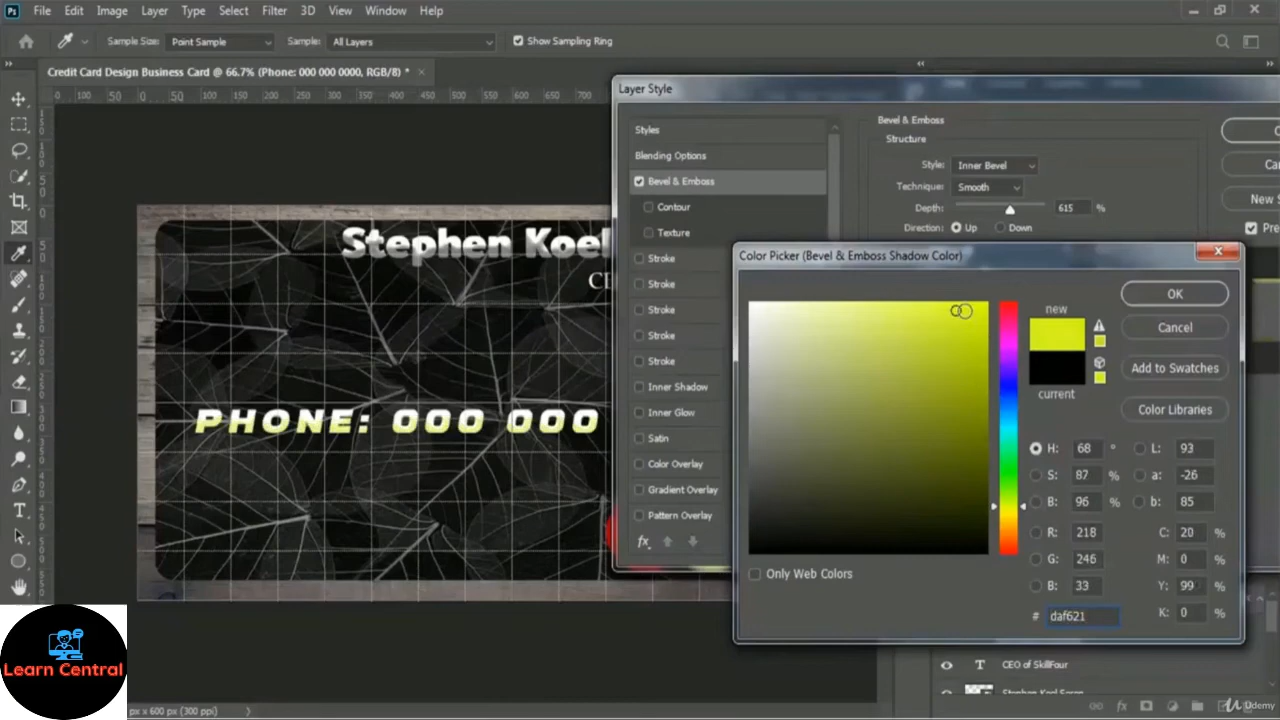 Ps File Edit Image Layer Type Select Filter 3D View Window Help
Sample Size: Point Sample Sample: All Layers Show Sampling Ring
Credit Card Design Business Card @ 66.7% (Phone: 000 000 0000, RGB/8) * ×
Layer Style
Styles
Blending Options
Bevel & Emboss
Contour
Texture
Stroke
Stroke
Stroke
Stroke
Stroke
Inner Shadow
Inner Glow
Satin
Color Overlay
Gradient Overlay
Pattern Overlay
fx
Bevel & Emboss
Structure
Style: Inner Bevel
Technique: Smooth
Depth: 615 %
Direction: Up Down
New S
Pre
Stephen Koel
CE
PHONE: 000 000
Color Picker (Bevel & Emboss Shadow Color)
new
current
OK
Cancel
Add to Swatches
Color Libraries
H: 68 °
S: 87 %
B: 96 %
R: 218
G: 246
B: 33
# daf621
L: 93
a: -26
b: 85
C: 20 %
M: 0 %
Y: 99 %
K: 0 %
Only Web Colors
T CEO of SkillFour
px x 600 px (300 ppi)
Learn Central
Udemy